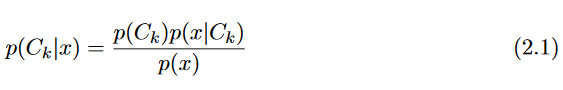 p(C_k|x) = \frac{p(C_k)p(x|C_k)}{p(x)} (2.1)